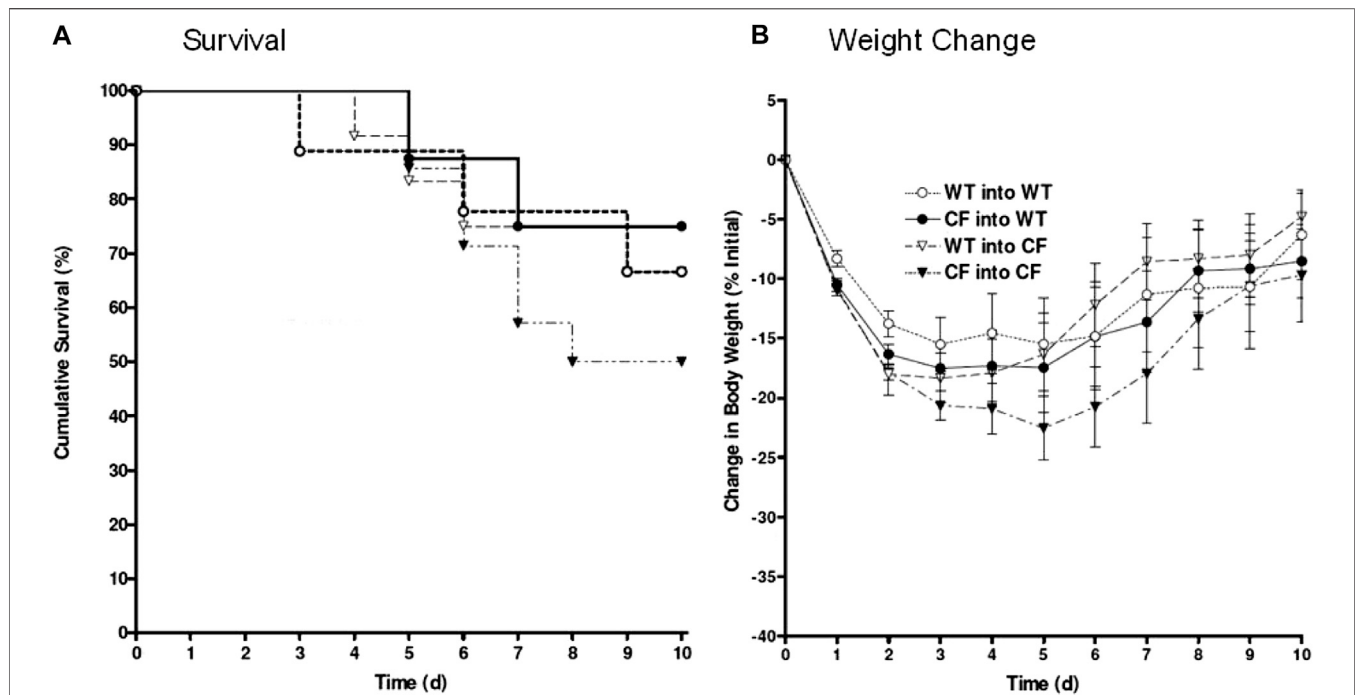 A Survival
Cumulative Survival (%)
100
90
80
70
60
50
40
30
20
10
0
0 1 2 3 4 5 6 7 8 9 10
Time (d)
B Weight Change
Change in Body Weight (% Initial)
5
0
-5
-10
-15
-20
-25
-30
-35
-40
WT into WT
CF into WT
WT into CF
CF into CF
0 1 2 3 4 5 6 7 8 9 10
Time (d)